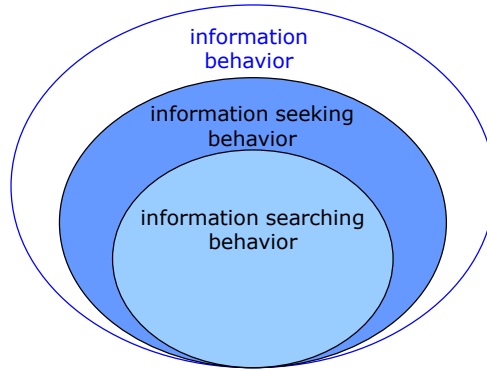 information
behavior
information seeking
behavior
information searching
behavior